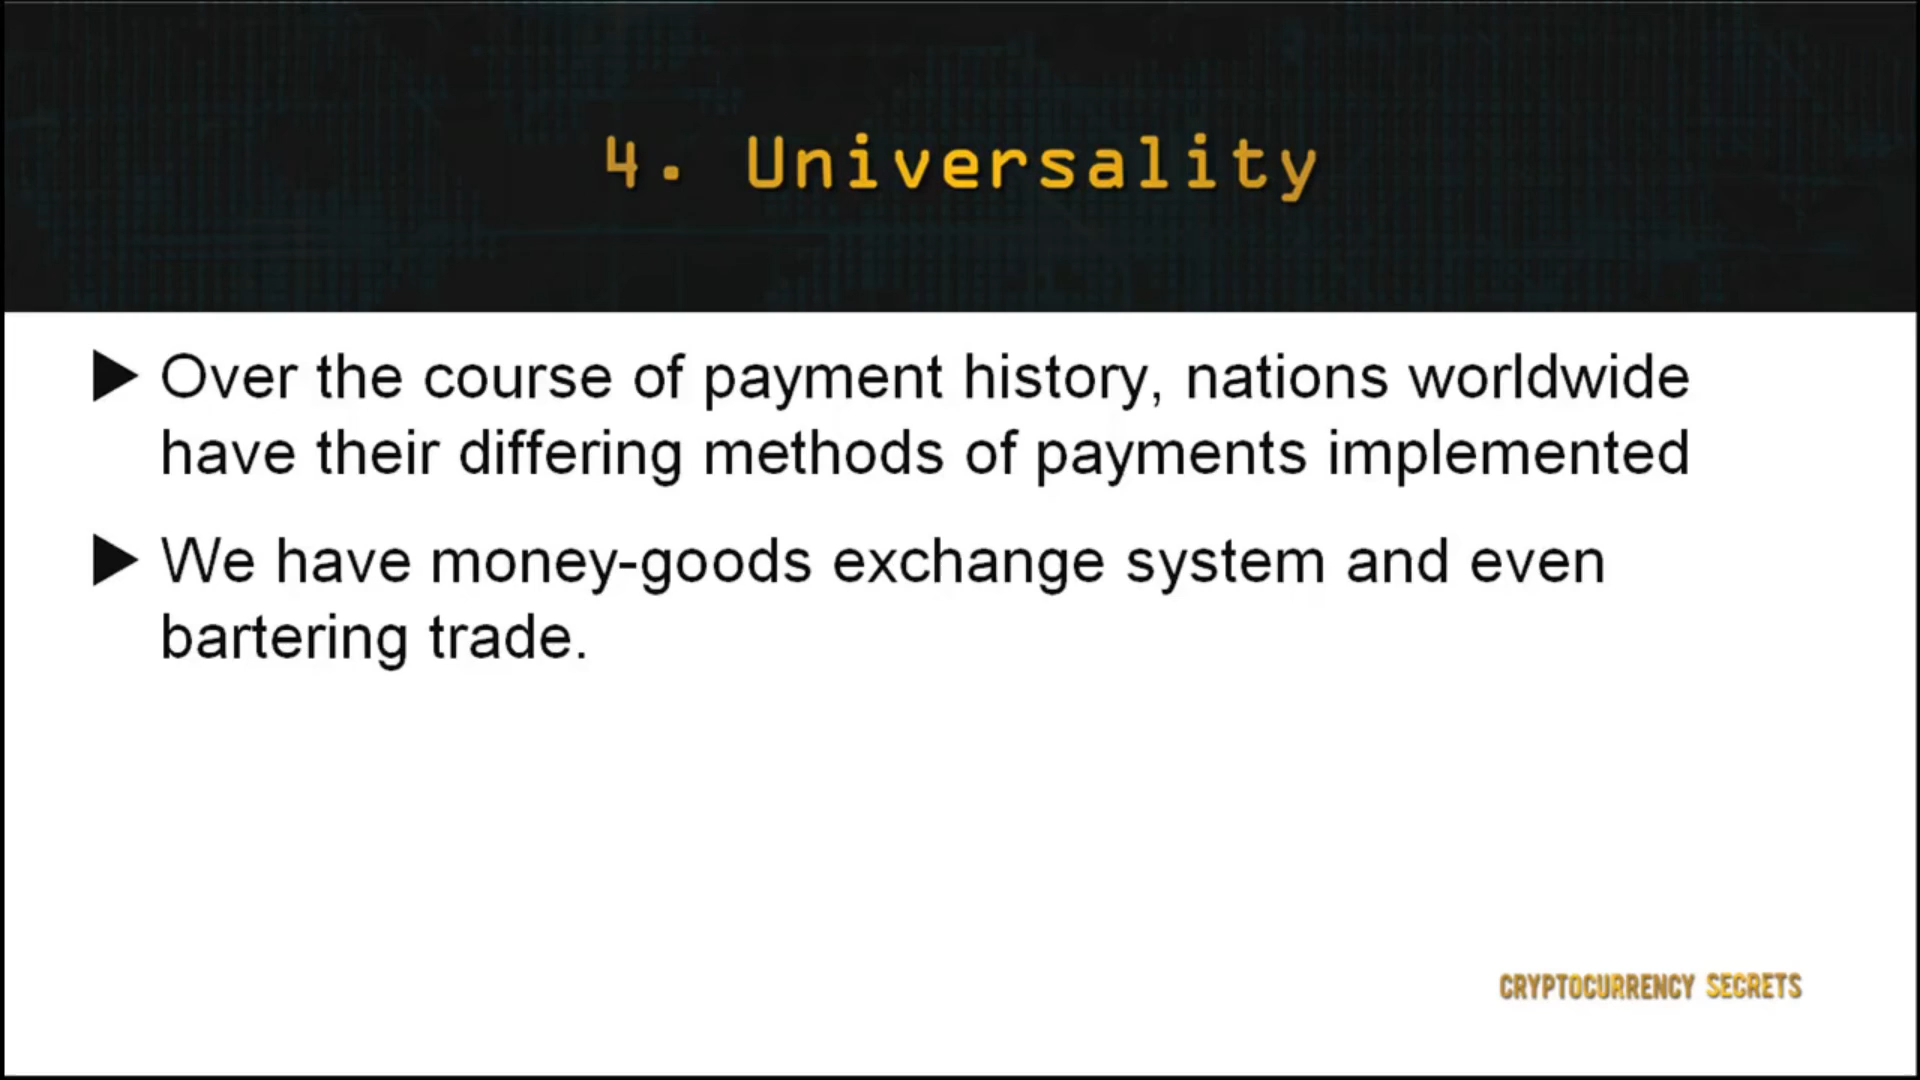 4. Universality
Over the course of payment history, nations worldwide
have their differing methods of payments implemented
We have money-goods exchange system and even
bartering trade.
CRYPTOCURRENCY SECRETS